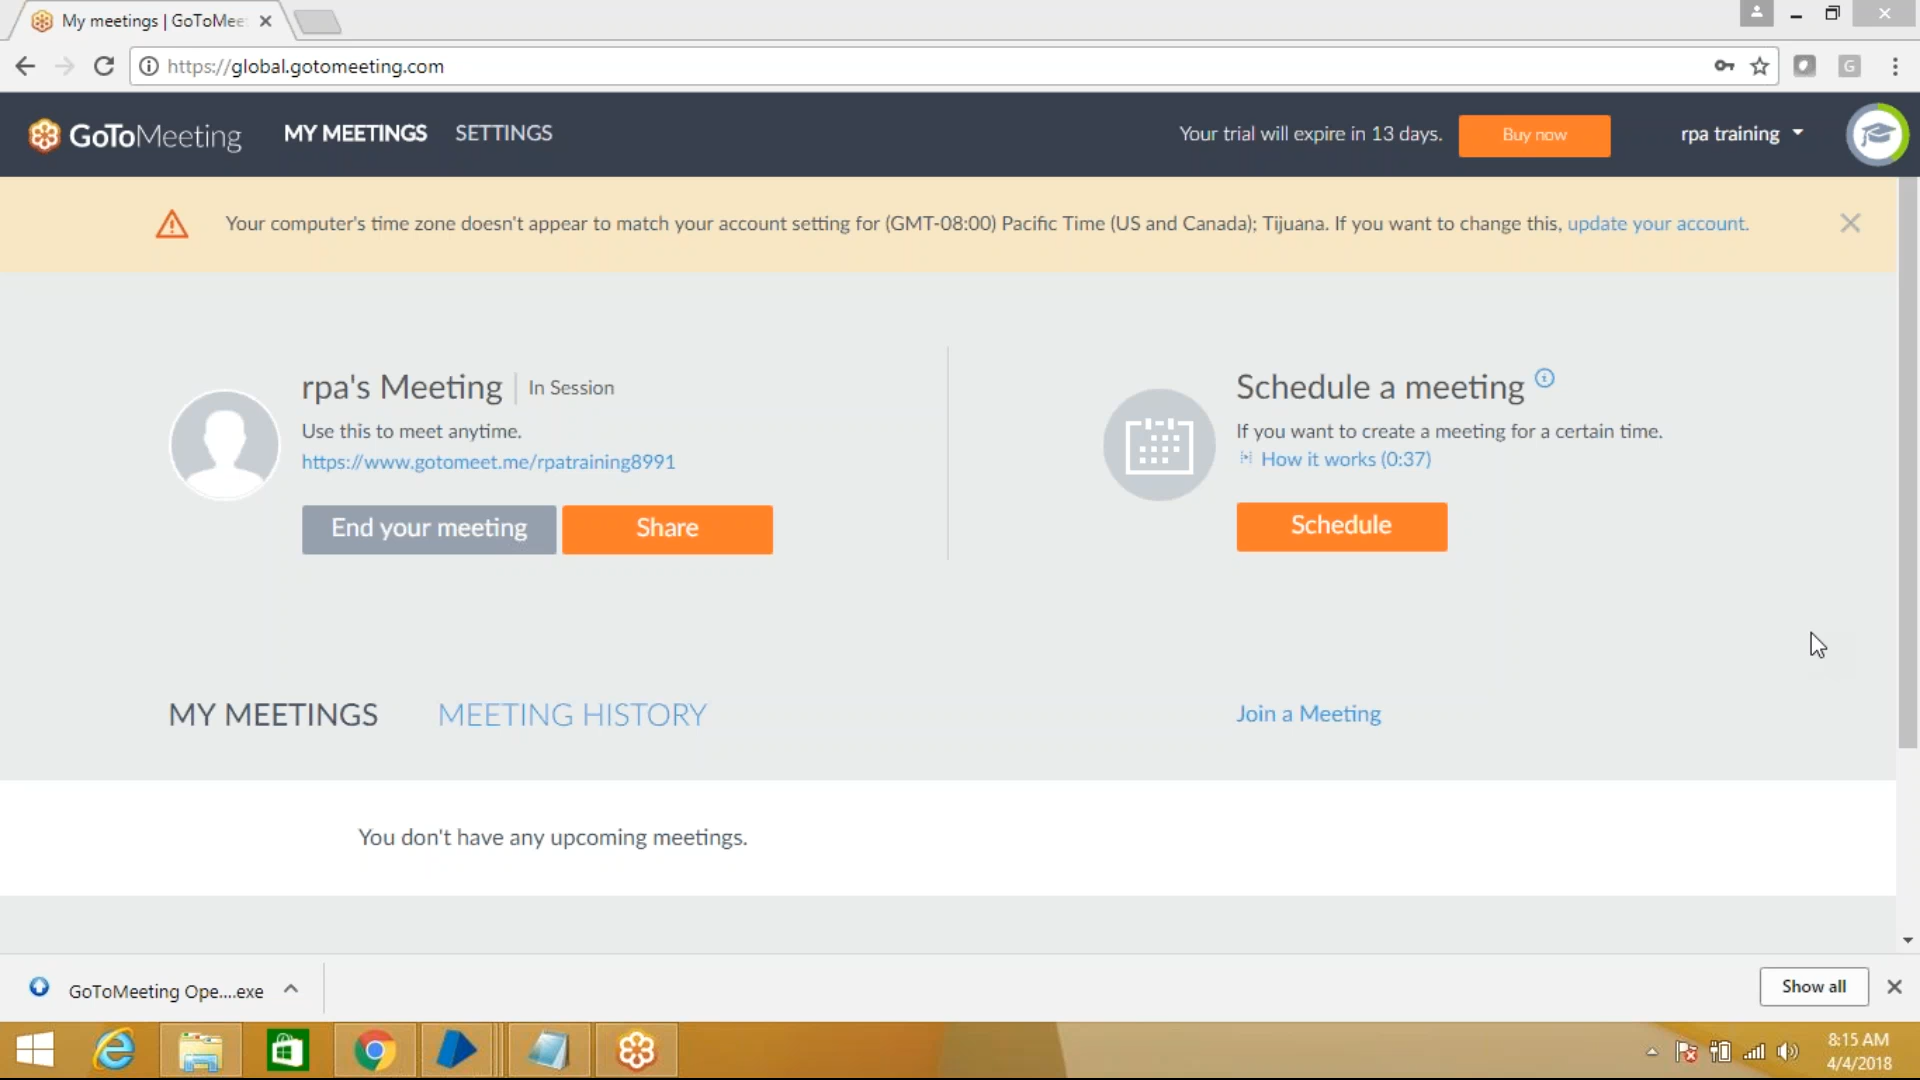 My meetings | GoToMee
https://global.gotomeeting.com
G
GoToMeeting
MY MEETINGS
SETTINGS
Your trial will expire in 13 days.
Buy now
rpa training
Your computer's time zone doesn't appear to match your account setting for (GMT-08:00) Pacific Time (US and Canada); Tijuana. If you want to change this, update your account.
rpa's Meeting
In Session
Use this to meet anytime.
https://www.gotomeet.me/rpatraining8991
End your meeting
Share
Schedule a meeting
If you want to create a meeting for a certain time.
How it works (0:37)
Schedule
MY MEETINGS
MEETING HISTORY
Join a Meeting
You don't have any upcoming meetings.
GoToMeeting Ope....exe
Show all
8:15 AM
4/4/2018